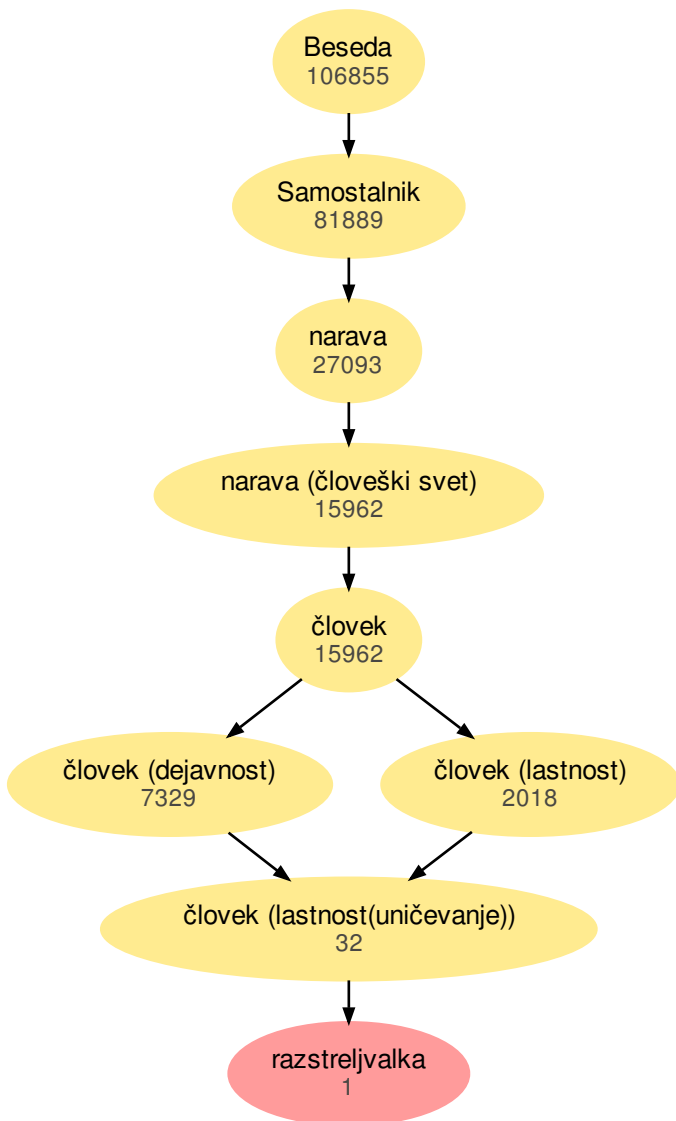 Beseda
106855
Samostalnik
81889
narava
27093
narava (človeški svet)
15962
človek
15962
človek (dejavnost)
7329
človek (lastnost)
2018
človek (lastnost(uničevanje))
32
razstreljvalka
1